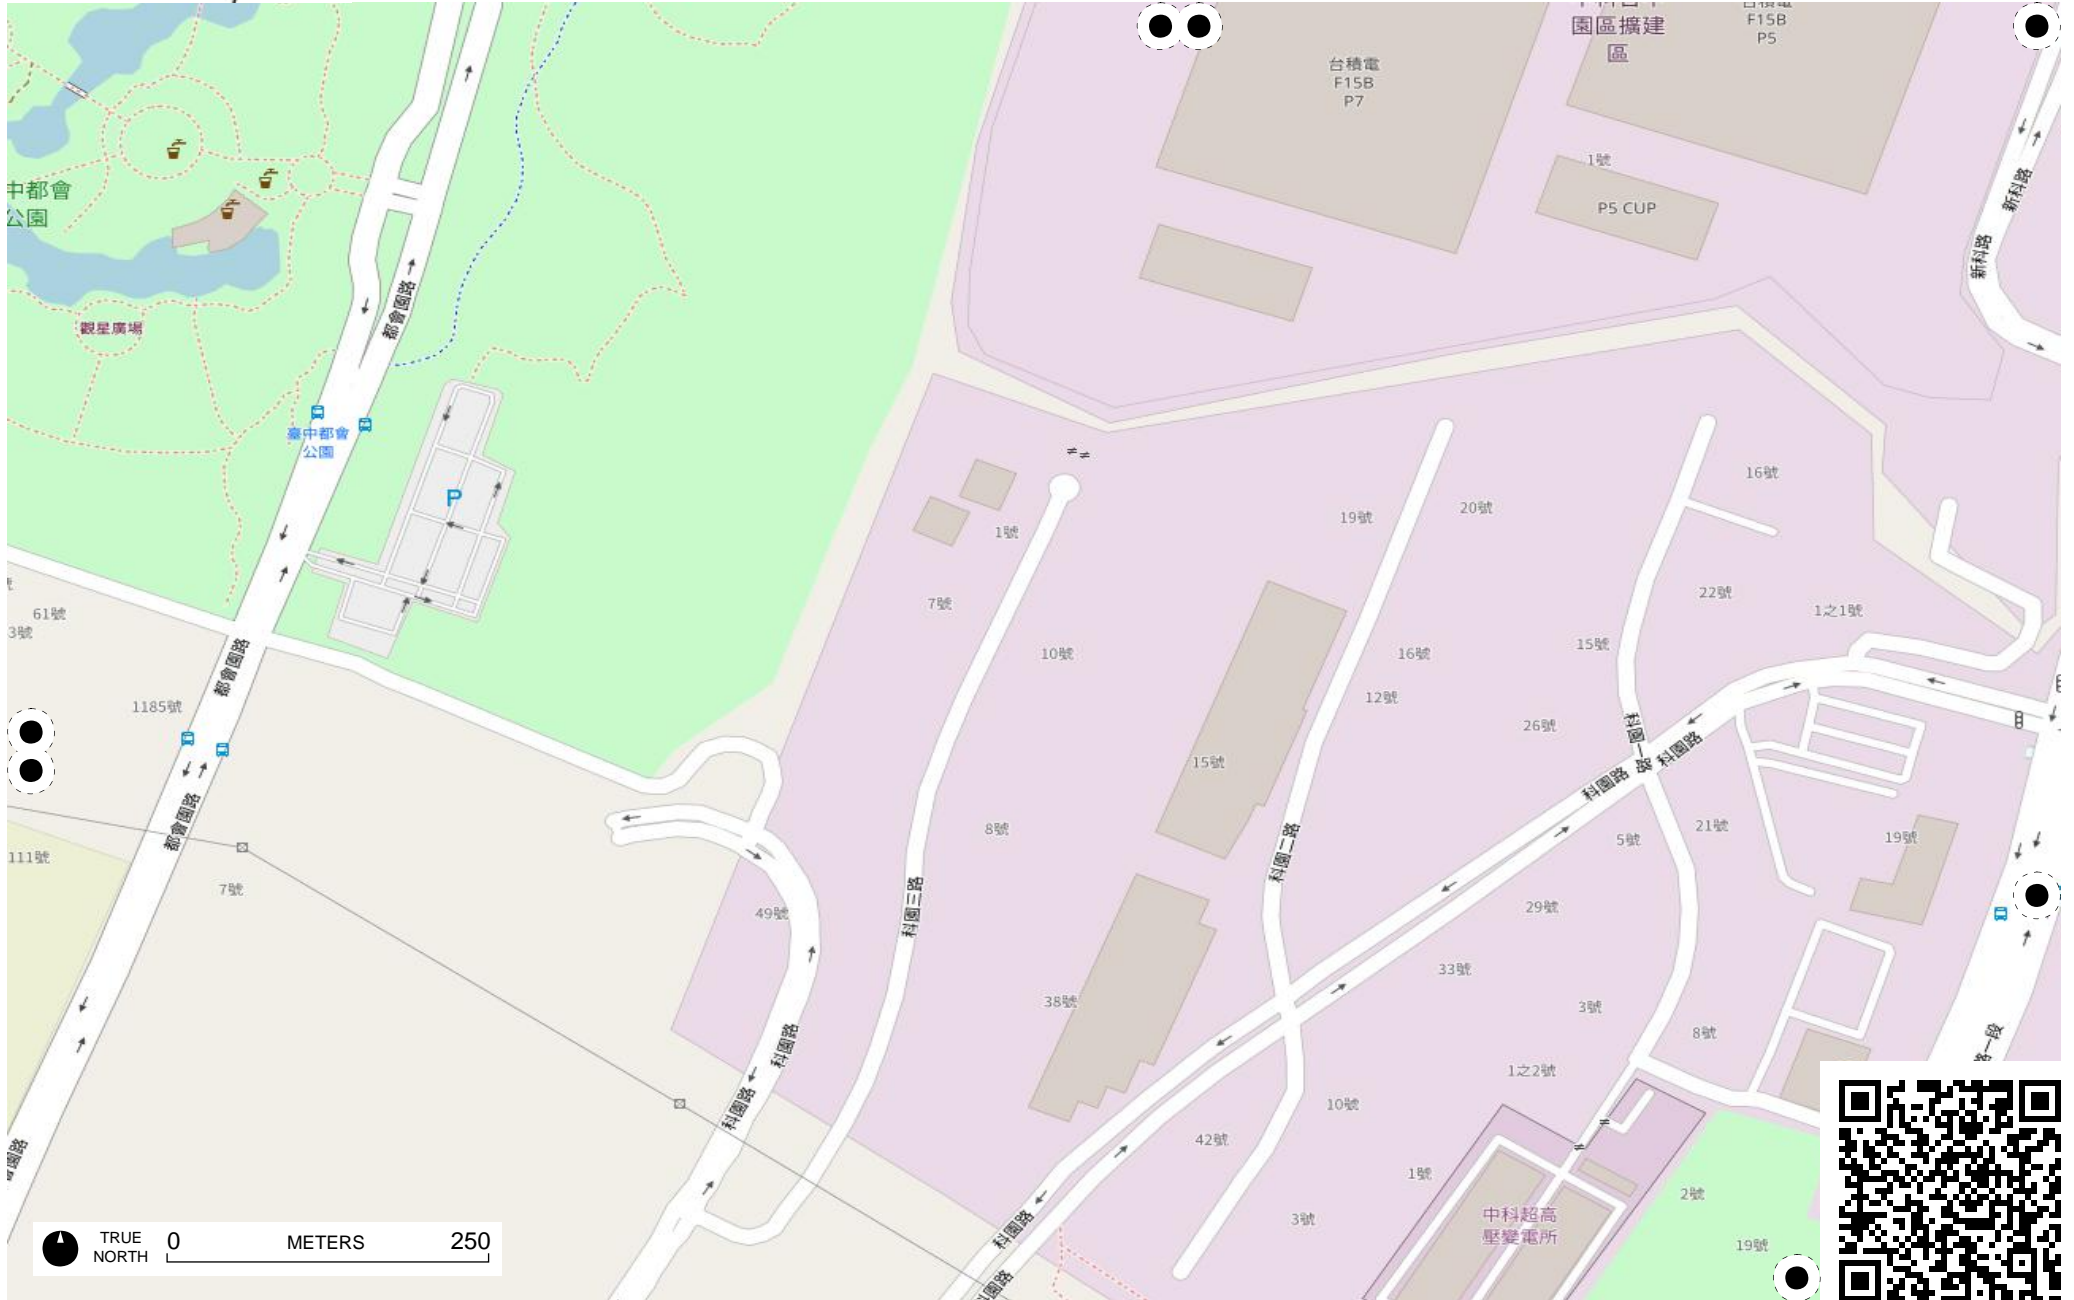 園區擴建
區
F15B
P5
台積電
F15B
P7
1號
P5 CUP
新科路
新科路
中都會
公園
觀星廣場
都會園路
臺中都會
公園
P
16號
19號
20號
1號
7號
22號
1之1號
61號
3號
10號
16號
15號
都會園路
12號
1185號
26號
科園一路
科園路
15號
科園路
都會園路
8號
21號
5號
19號
科園二路
111號
7號
科園三路
49號
29號
33號
38號
3號
8號
科園路
路一段
1之2號
科園路
10號
42號
1號
2號
中科超高
壓變電所
3號
19號
科園路
科園路
TRUE
NORTH
0 METERS 250